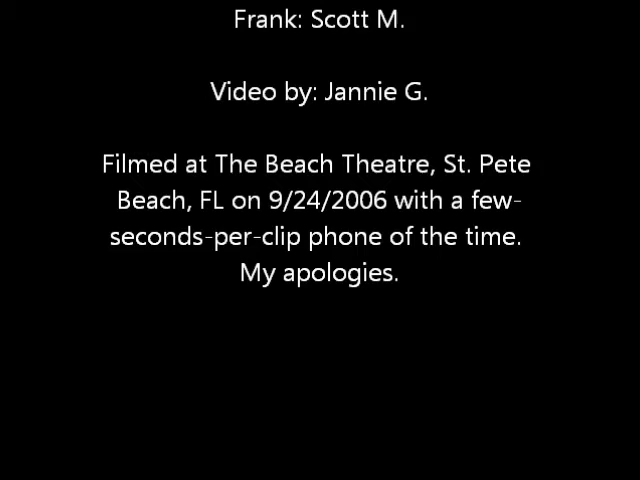 Frank: Scott M.
Video by: Jannie G.
Filmed at The Beach Theatre, St. Pete
Beach, FL on 9/24/2006 with a few-
seconds-per-clip phone of the time.
My apologies.